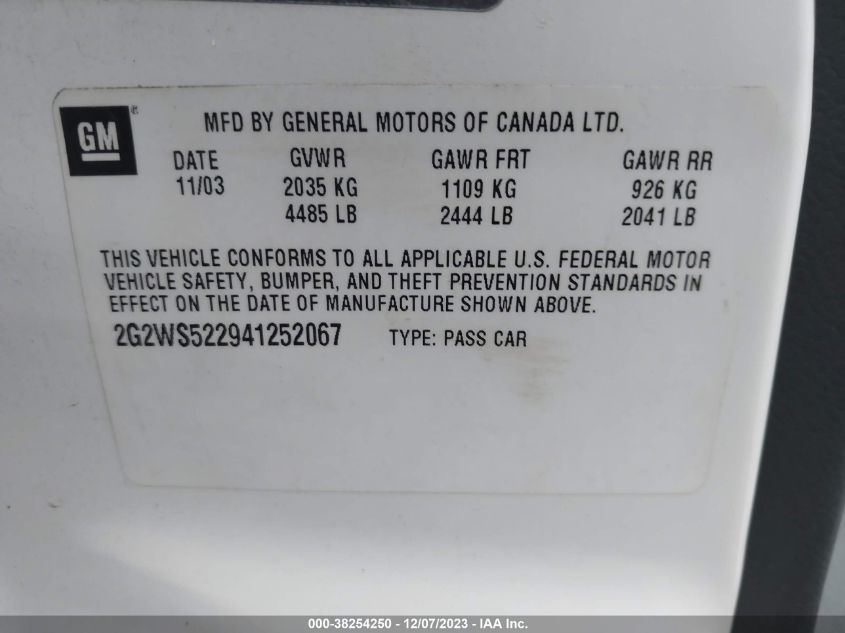 GM
MFD BY GENERAL MOTORS OF CANADA LTD.
DATE GVWR GAWR FRT GAWR RR
11/03 2035 KG 1109 KG 926 KG
4485 LB 2444 LB 2041 LB
THIS VEHICLE CONFORMS TO ALL APPLICABLE U.S. FEDERAL MOTOR
VEHICLE SAFETY, BUMPER, AND THEFT PREVENTION STANDARDS IN
EFFECT ON THE DATE OF MANUFACTURE SHOWN ABOVE.
2G2WS522941252067 TYPE: PASS CAR
000-38254250 - 12/07/2023 - IAA Inc.